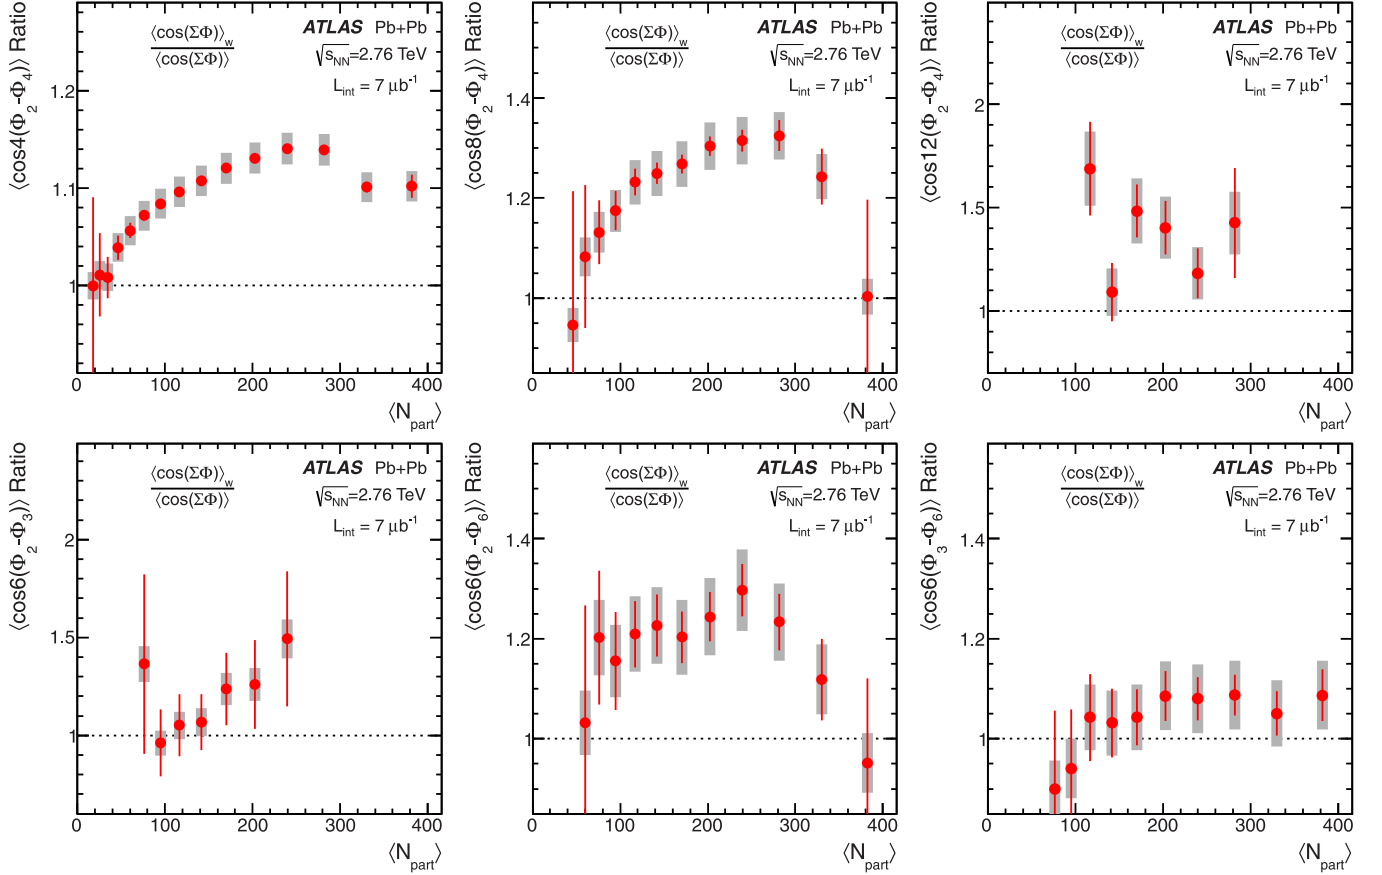 ⟨cos4(Φ2-Φ4)⟩ Ratio
⟨cos(ΣΦ)⟩w
⟨cos(ΣΦ)⟩
ATLAS Pb+Pb
√sNN=2.76 TeV
Lint = 7 μb-1
1.2
1.1
1
0 100 200 300 400
⟨Npart⟩
⟨cos8(Φ2-Φ4)⟩ Ratio
⟨cos(ΣΦ)⟩w
⟨cos(ΣΦ)⟩
ATLAS Pb+Pb
√sNN=2.76 TeV
Lint = 7 μb-1
1.4
1.2
1
0 100 200 300 400
⟨Npart⟩
⟨cos12(Φ2-Φ4)⟩ Ratio
⟨cos(ΣΦ)⟩w
⟨cos(ΣΦ)⟩
ATLAS Pb+Pb
√sNN=2.76 TeV
Lint = 7 μb-1
2
1.5
1
0 100 200 300 400
⟨Npart⟩
⟨cos6(Φ2-Φ3)⟩ Ratio
⟨cos(ΣΦ)⟩w
⟨cos(ΣΦ)⟩
ATLAS Pb+Pb
√sNN=2.76 TeV
Lint = 7 μb-1
2
1.5
1
0 100 200 300 400
⟨Npart⟩
⟨cos6(Φ2-Φ6)⟩ Ratio
⟨cos(ΣΦ)⟩w
⟨cos(ΣΦ)⟩
ATLAS Pb+Pb
√sNN=2.76 TeV
Lint = 7 μb-1
1.4
1.2
1
0 100 200 300 400
⟨Npart⟩
⟨cos6(Φ3-Φ6)⟩ Ratio
⟨cos(ΣΦ)⟩w
⟨cos(ΣΦ)⟩
ATLAS Pb+Pb
√sNN=2.76 TeV
Lint = 7 μb-1
1.4
1.2
1
0 100 200 300 400
⟨Npart⟩